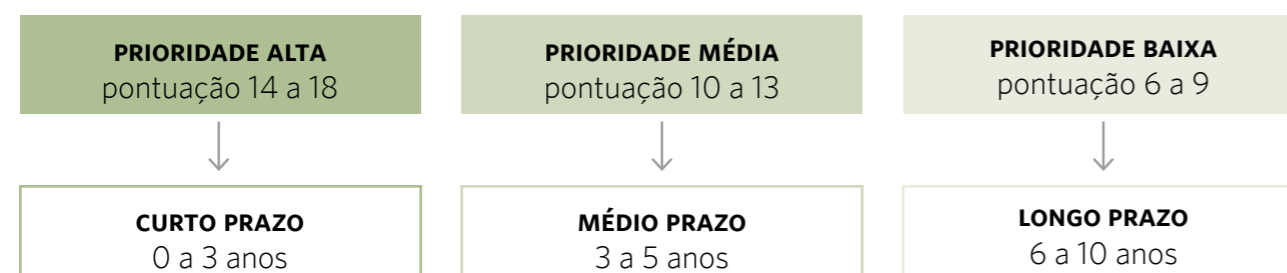 PRIORIDADE ALTA
pontuação 14 a 18
PRIORIDADE MÉDIA
pontuação 10 a 13
PRIORIDADE BAIXA
pontuação 6 a 9
CURTO PRAZO
0 a 3 anos
MÉDIO PRAZO
3 a 5 anos
LONGO PRAZO
6 a 10 anos